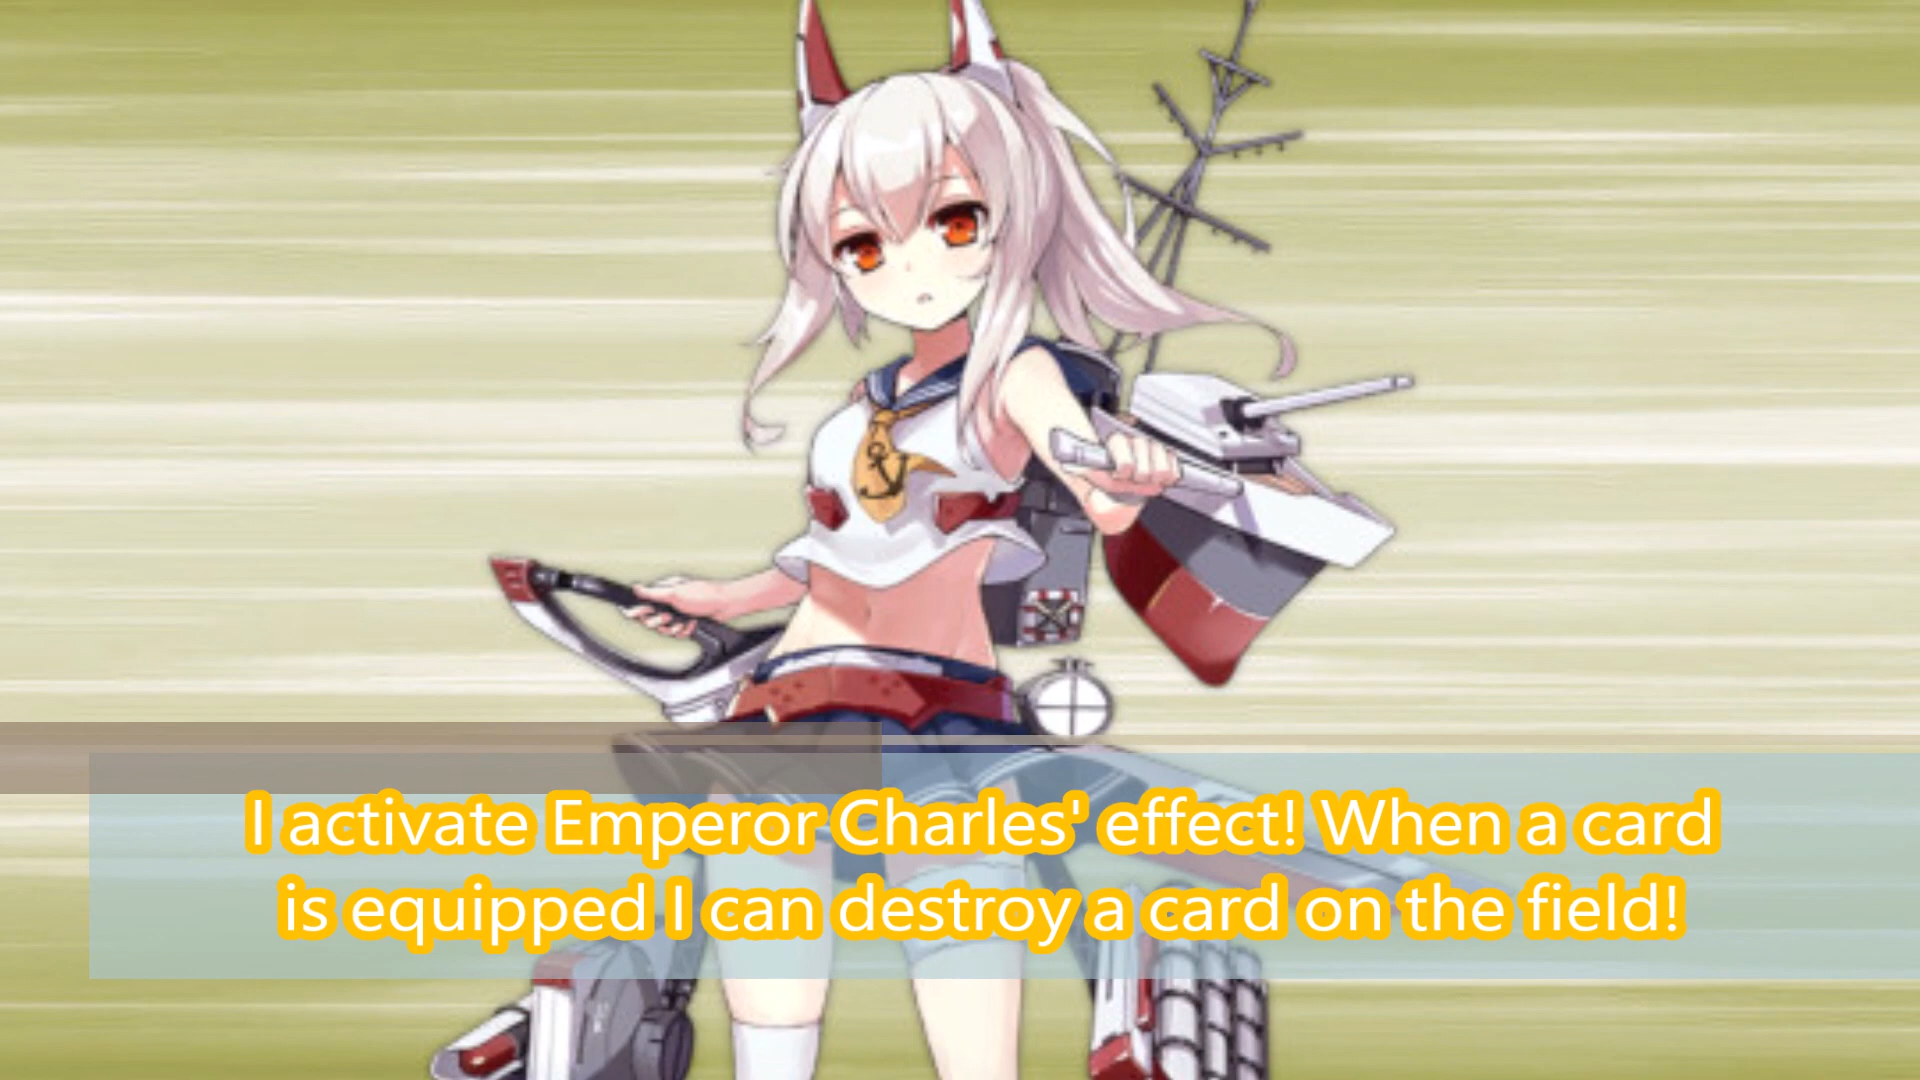 I activate Emperor Charles' effect! When a card
is equipped I can destroy a card on the field!